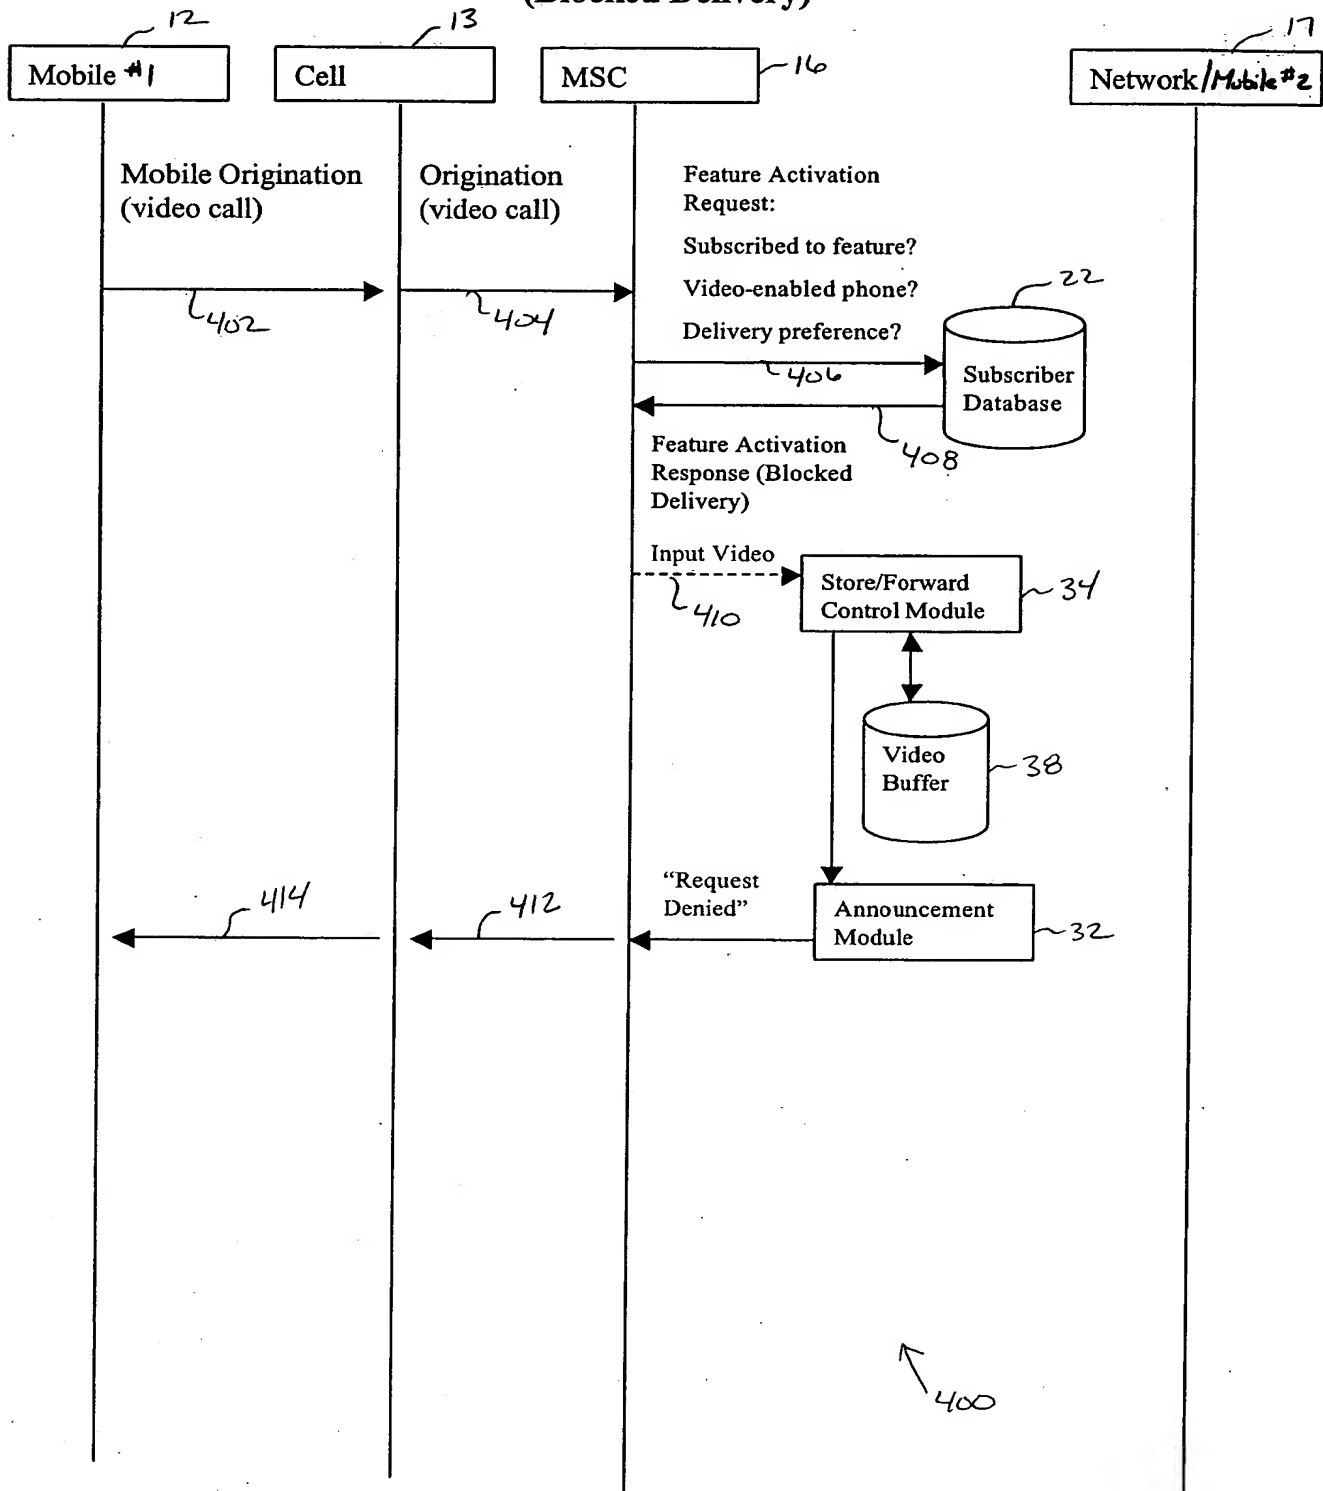 (Blocked Delivery)
12
13
17
Mobile #1
Cell
MSC
16
Network/Mobile #2
Mobile Origination
(video call)
Origination
(video call)
Feature Activation
Request:
Subscribed to feature?
Video-enabled phone?
Delivery preference?
22
402
404
406
Subscriber
Database
408
Feature Activation
Response (Blocked
Delivery)
Input Video
410
Store/Forward
Control Module
34
Video
Buffer
38
"Request
Denied"
414
412
Announcement
Module
32
400